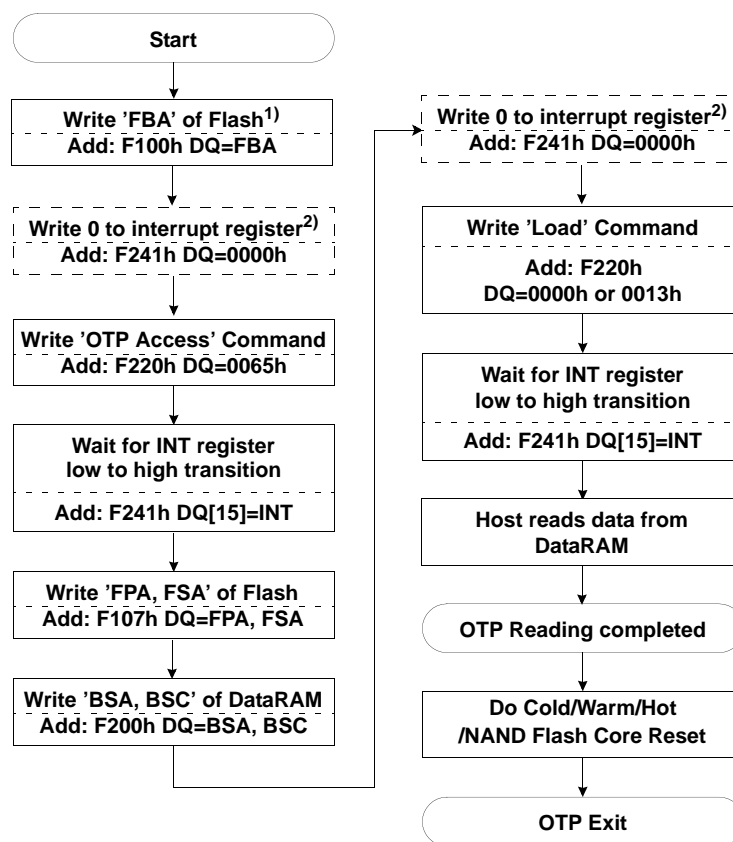 Start
Write 'FBA' of Flash1)
Add: F100h DQ=FBA
Write 0 to interrupt register2)
Add: F241h DQ=0000h
Write 'OTP Access' Command
Add: F220h DQ=0065h
Wait for INT register
low to high transition
Add: F241h DQ[15]=INT
Write 'FPA, FSA' of Flash
Add: F107h DQ=FPA, FSA
Write 'BSA, BSC' of DataRAM
Add: F200h DQ=BSA, BSC
Write 0 to interrupt register2)
Add: F241h DQ=0000h
Write 'Load' Command
Add: F220h
DQ=0000h or 0013h
Wait for INT register
low to high transition
Add: F241h DQ[15]=INT
Host reads data from
DataRAM
OTP Reading completed
Do Cold/Warm/Hot
/NAND Flash Core Reset
OTP Exit